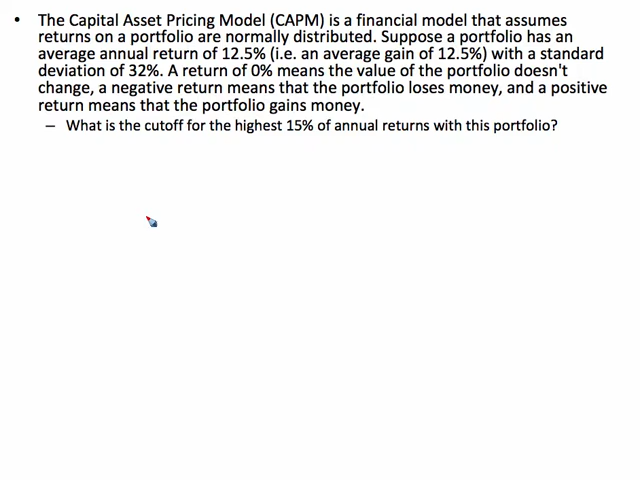 • The Capital Asset Pricing Model (CAPM) is a financial model that assumes
returns on a portfolio are normally distributed. Suppose a portfolio has an
average annual return of 12.5% (i.e. an average gain of 12.5%) with a standard
deviation of 32%. A return of 0% means the value of the portfolio doesn't
change, a negative return means that the portfolio loses money, and a positive
return means that the portfolio gains money.
– What is the cutoff for the highest 15% of annual returns with this portfolio?